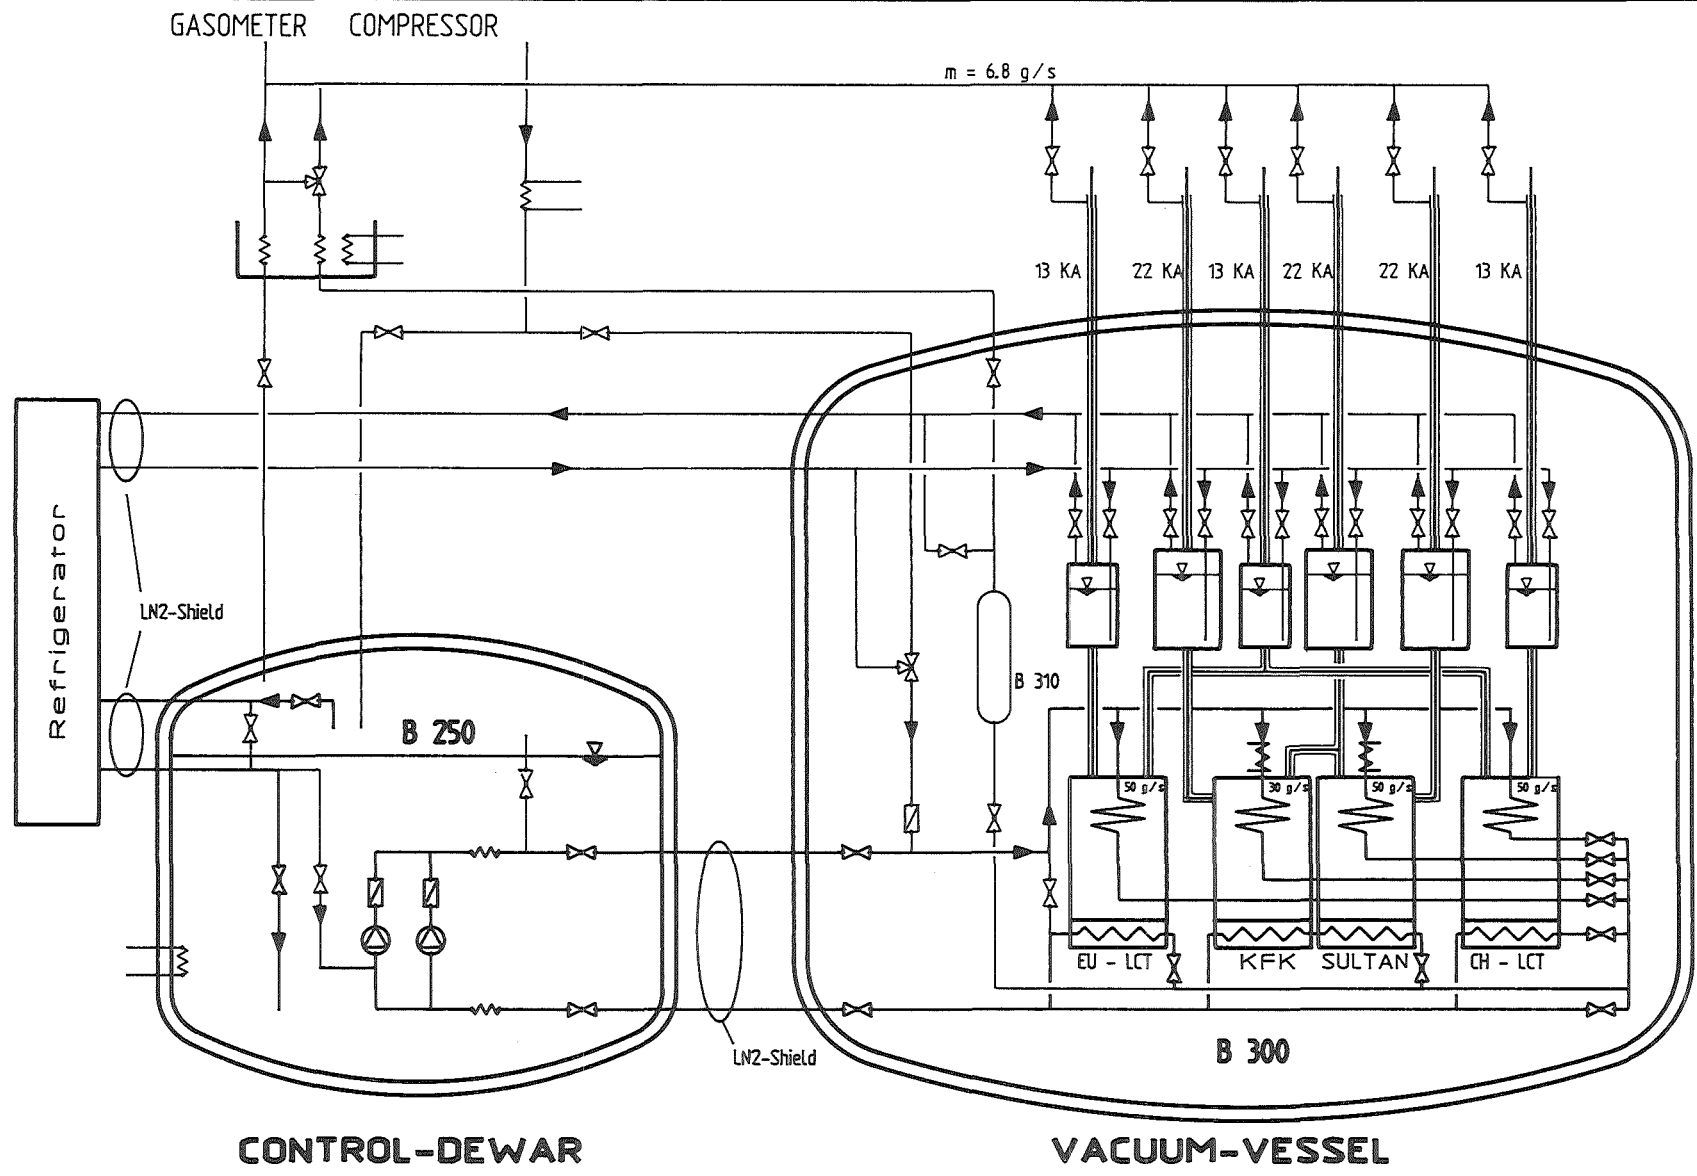 GASOMETER COMPRESSOR
m = 6.8 g/s
13 KA 22 KA 13 KA 22 KA 22 KA 13 KA
Refrigerator
LN2-Shield
B 250
B 310
50 g/s 30 g/s 50 g/s 50 g/s
EU - LCT KFK SULTAN CH - LCT
LN2-Shield
B 300
CONTROL-DEWAR VACUUM-VESSEL